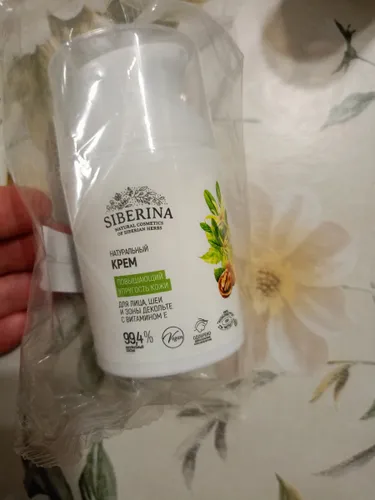 SIBERINA
NATURAL COSMETICS
OF SIBERIAN HERBS
НАТУРАЛЬНЫЙ
КРЕМ
ПОВЫШАЮЩИЙ
УПРУГОСТЬ КОЖИ
ДЛЯ ЛИЦА, ШЕИ
И ЗОНЫ ДЕКОЛЬТЕ
С ВИТАМИНОМ Е
99,4%
Vegan